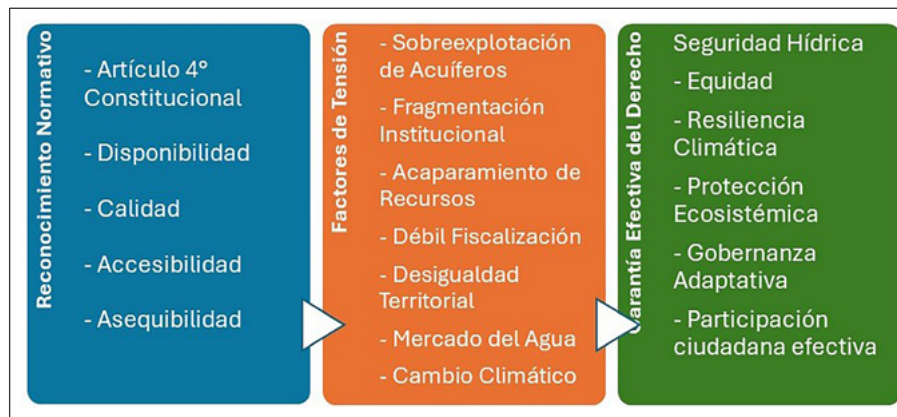 Reconocimiento Normativo
- Artículo 4°
Constitucional
- Disponibilidad
- Calidad
- Accesibilidad
- Asequibilidad
Factores de Tensión
- Sobreexplotación
de Acuíferos
- Fragmentación
Institucional
- Acaparamiento de
Recursos
- Débil Fiscalización
- Desigualdad
Territorial
- Mercado del Agua
- Cambio Climático
Garantía Efectiva del Derecho
Seguridad Hídrica
- Equidad
- Resiliencia
Climática
- Protección
Ecosistémica
- Gobernanza
Adaptativa
- Participación
ciudadana efectiva